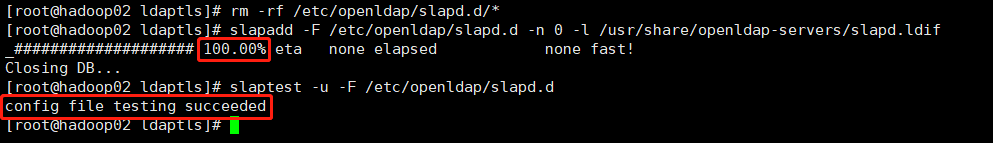 [root@hadoop02 ldaptls]# rm -rf /etc/openldap/slapd.d/*
[root@hadoop02 ldaptls]# slapadd -F /etc/openldap/slapd.d -n 0 -l /usr/share/openldap-servers/slapd.ldif
_#################### 100.00% eta   none elapsed            none fast!
Closing DB...
[root@hadoop02 ldaptls]# slaptest -u -F /etc/openldap/slapd.d
config file testing succeeded
[root@hadoop02 ldaptls]#